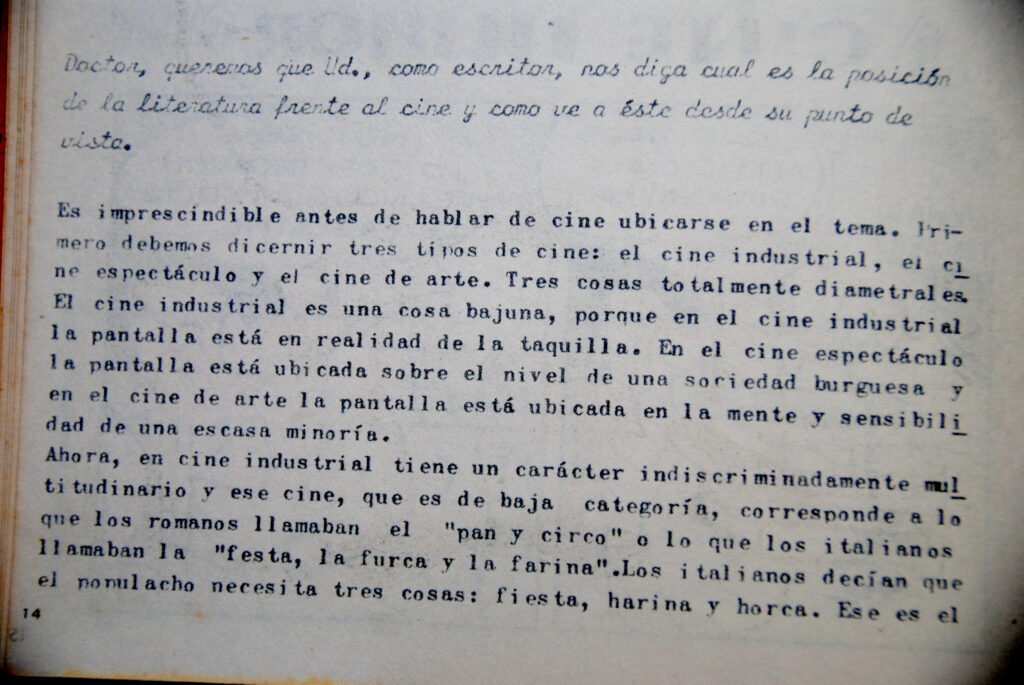 Doctor, queremos que Ud., como escritor, nos diga cual es la posición
de la literatura frente al cine y como ve a éste desde su punto de
vista.
Es imprescindible antes de hablar de cine ubicarse en el tema. Pri-
mero debemos dicernir tres tipos de cine: el cine industrial, el ci
ne espectáculo y el cine de arte. Tres cosas totalmente diametrales.
El cine industrial es una cosa bajuna, porque en el cine industrial
la pantalla está en realidad de la taquilla. En el cine espectáculo
la pantalla está ubicada sobre el nivel de una sociedad burguesa y
en el cine de arte la pantalla está ubicada en la mente y sensibili
dad de una escasa minoría.
Ahora, en cine industrial tiene un carácter indiscriminadamente mul
titudinario y ese cine, que es de baja categoría, corresponde a lo
que los romanos llamaban el "pan y circo" o lo que los italianos
llamaban la "festa, la furca y la farina".Los italianos decían que
el populacho necesita tres cosas: fiesta, harina y horca. Ese es el
14